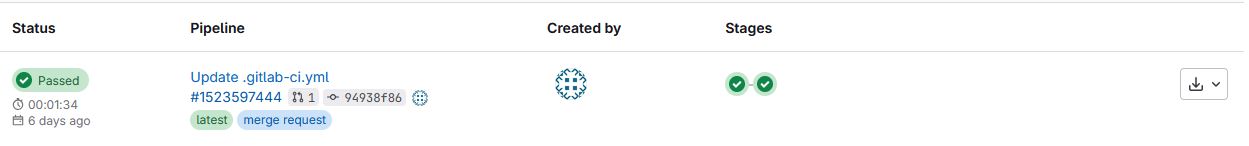 Status Pipeline Created by Stages
Passed
Update .gitlab-ci.yml
#1523597444 1 94938f86
00:01:34
latest merge request
6 days ago